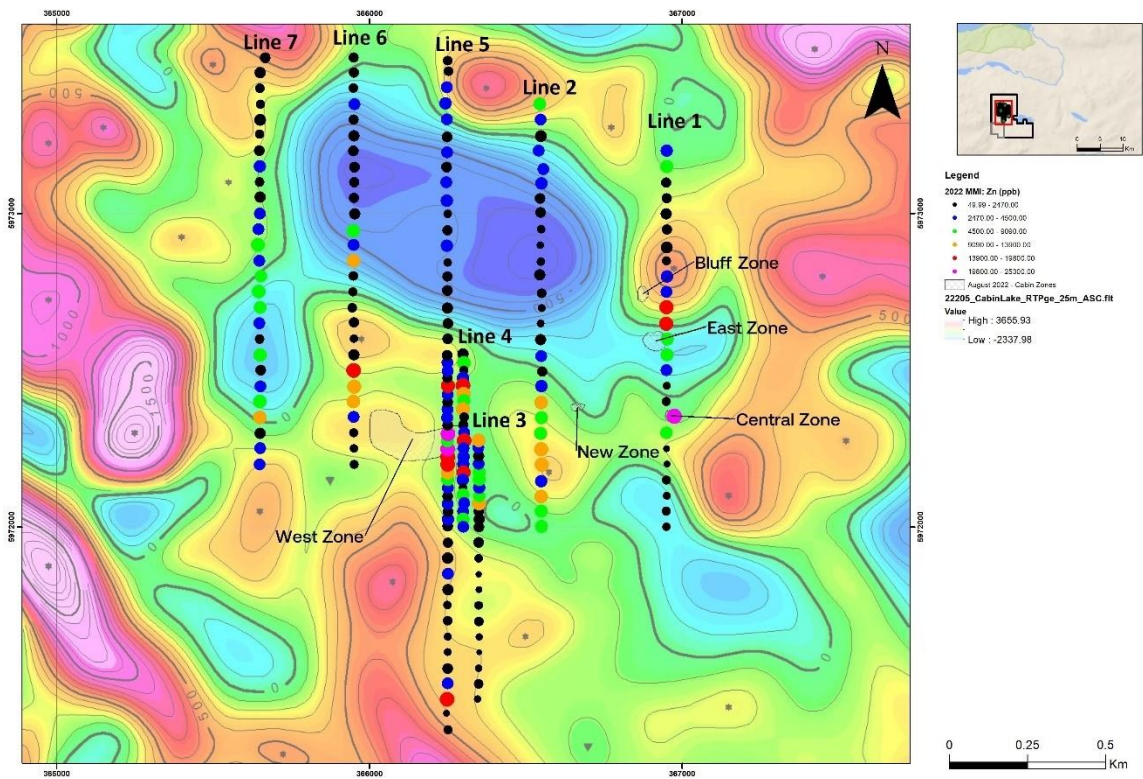 365000
366000
367000
Line 7
Line 6
Line 5
N
Line 2
Line 1
500
0
5973000
5973000
Bluff Zone
-500
500
East Zone
1000
Line 4
1500
Central Zone
Line 3
New Zone
West Zone
5972000
5972000
0
0
0
500
500
365000
366000
367000
0 5 10
Km
Legend
2022 MMI: Zn (ppb)
49.99 - 2470.00
2470.00 - 4500.00
4500.00 - 9090.00
9090.00 - 13900.00
13900.00 - 19800.00
19800.00 - 25300.00
August 2022 - Cabin Zones
22205_CabinLake_RTPge_25m_ASC.flt
Value
High : 3655.93
Low : -2337.98
0 0.25 0.5
Km